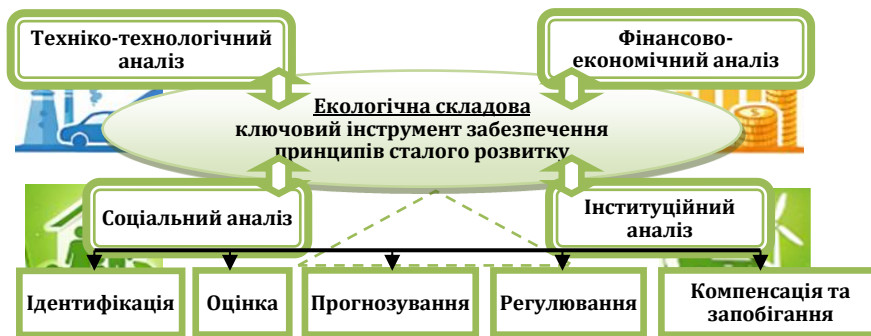 Техніко-технологічний
аналіз
Фінансово-
економічний аналіз
Екологічна складова
ключовий інструмент забезпечення
принципів сталого розвитку
Соціальний аналіз
Інституційний
аналіз
Ідентифікація
Оцінка
Прогнозування
Регулювання
Компенсація та
запобігання